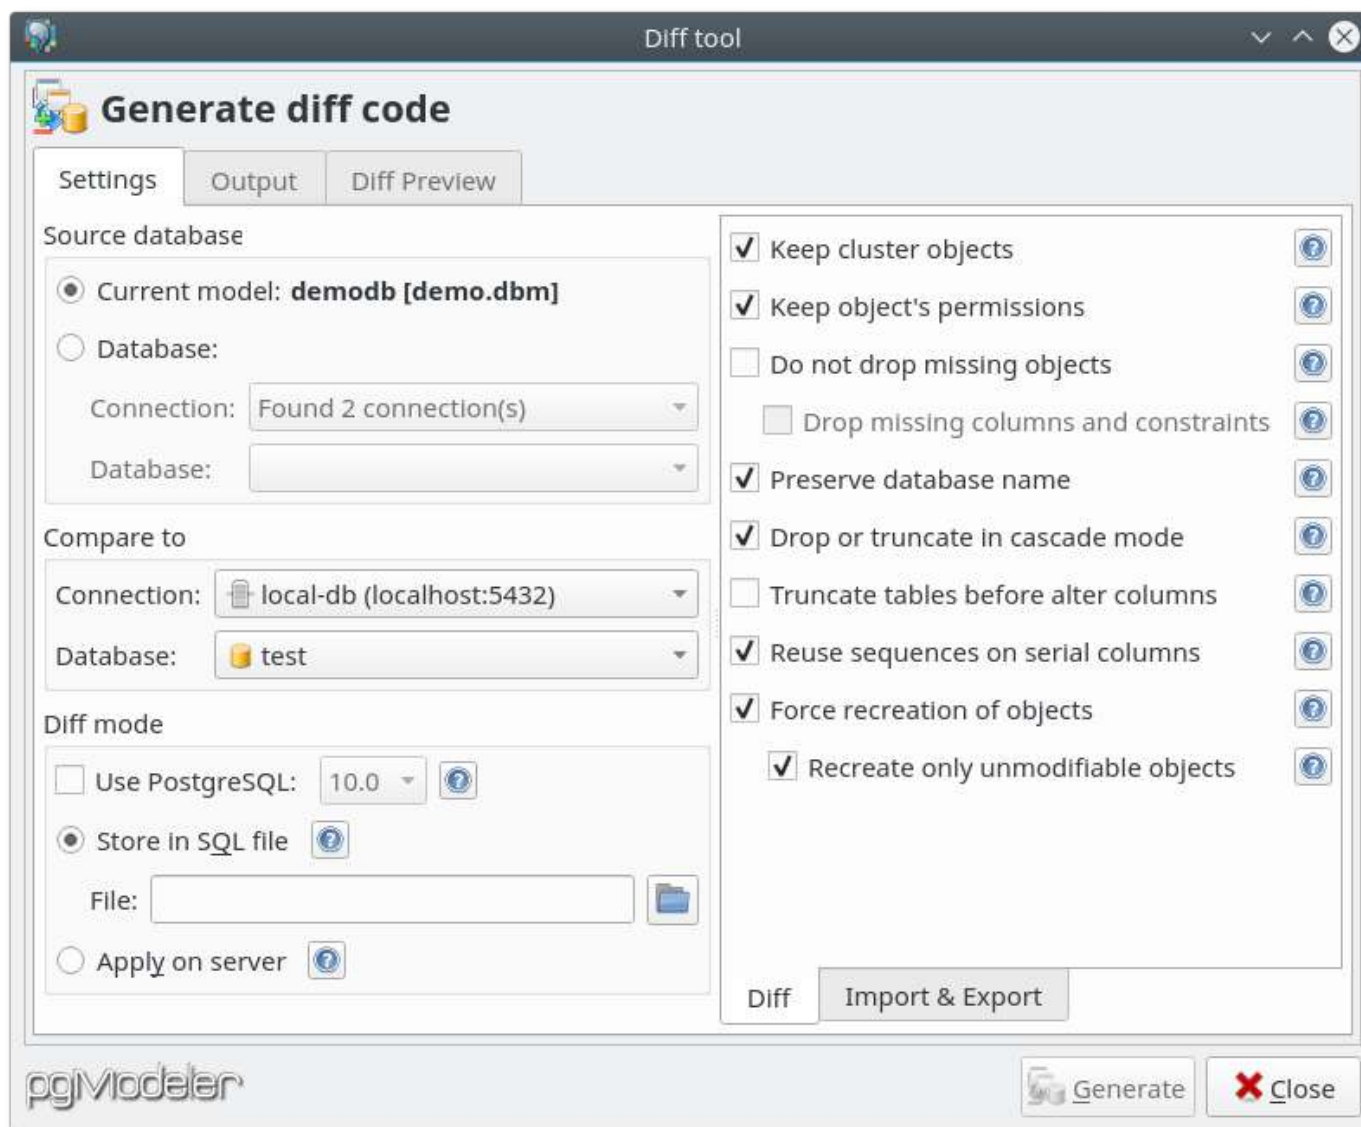 Diff tool
Generate diff code
Settings
Output
Diff Preview
Source database
Current model: demodb [demo.dbm]
Database:
Connection: Found 2 connection(s)
Database:
Compare to
Connection: local-db (localhost:5432)
Database: test
Diff mode
Use PostgreSQL: 10.0
Store in SQL file
File:
Apply on server
Keep cluster objects
Keep object's permissions
Do not drop missing objects
Drop missing columns and constraints
Preserve database name
Drop or truncate in cascade mode
Truncate tables before alter columns
Reuse sequences on serial columns
Force recreation of objects
Recreate only unmodifiable objects
Diff
Import & Export
pgModeler
Generate
Close